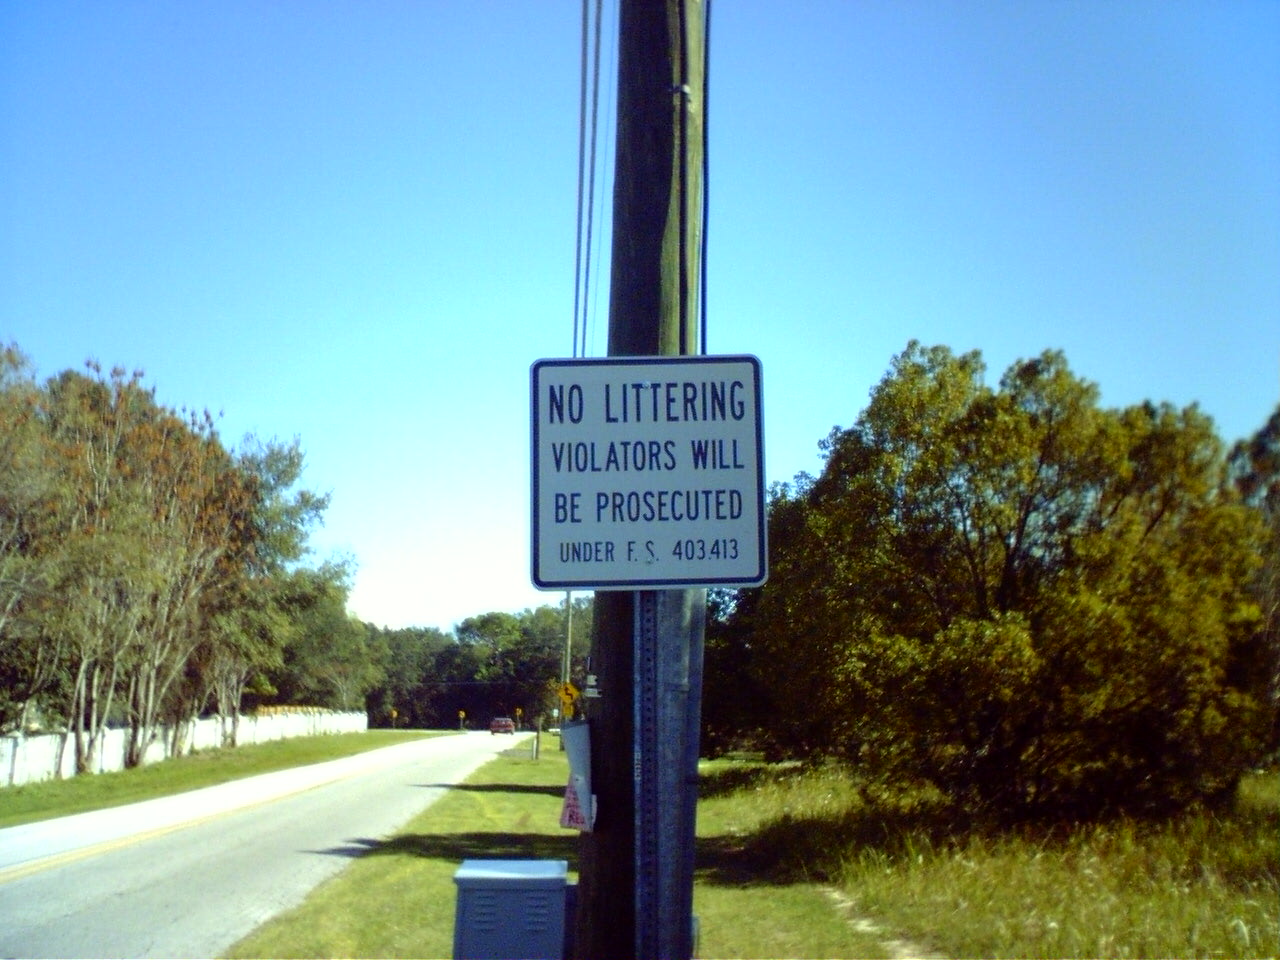 NO LITTERING
VIOLATORS WILL
BE PROSECUTED
UNDER F. S. 403.413